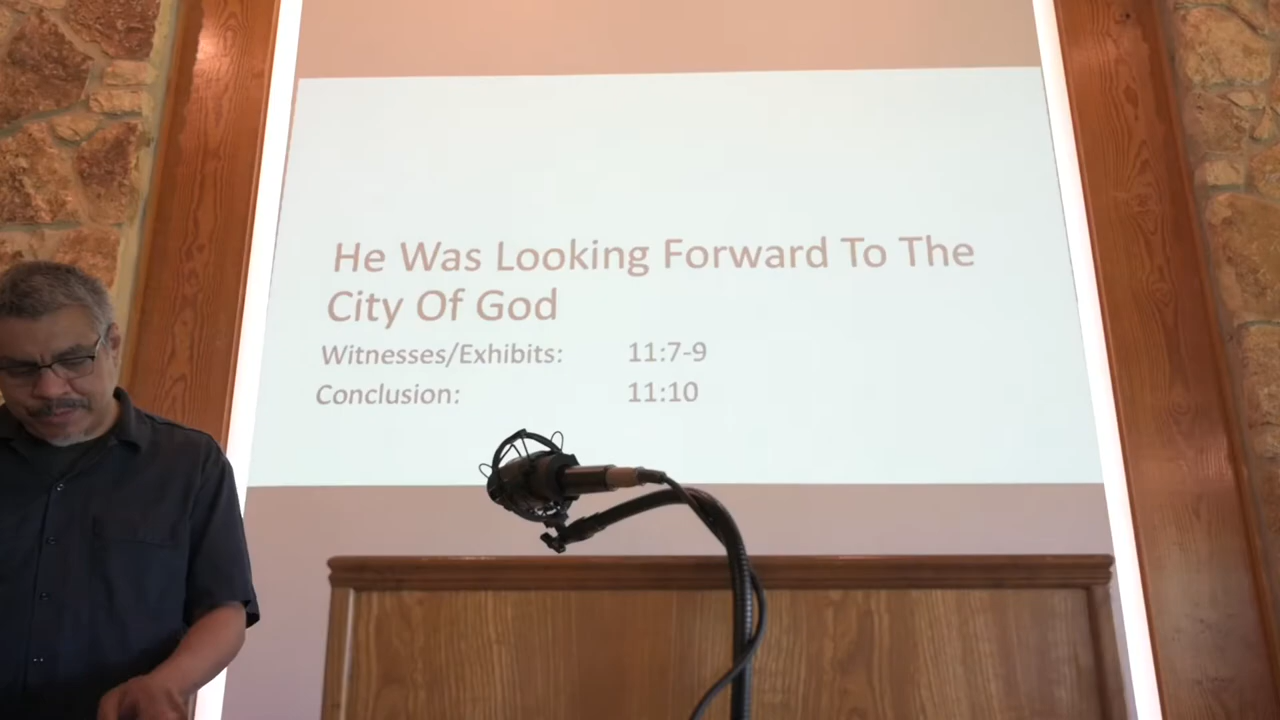 He Was Looking Forward To The
City Of God
Witnesses/Exhibits: 11:7-9
Conclusion: 11:10